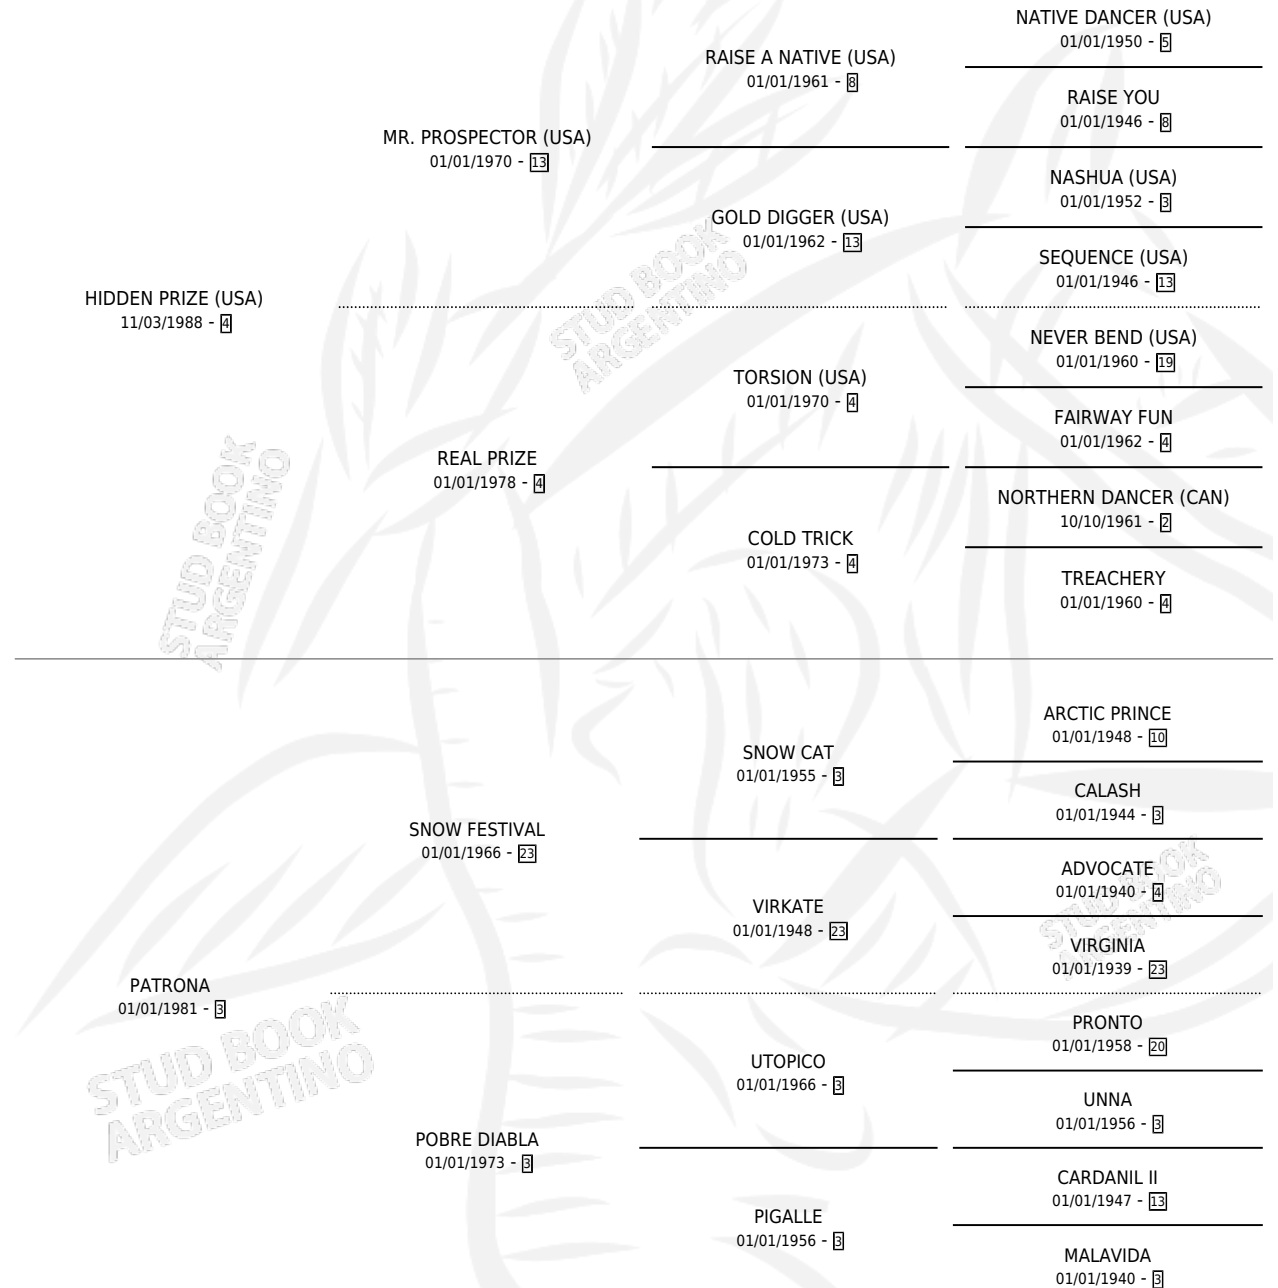 NATIVE DANCER (USA)
01/01/1950 - 5
RAISE A NATIVE (USA)
01/01/1961 - 8
RAISE YOU
01/01/1946 - 8
MR. PROSPECTOR (USA)
01/01/1970 - 13
NASHUA (USA)
01/01/1952 - 3
GOLD DIGGER (USA)
01/01/1962 - 13
SEQUENCE (USA)
01/01/1946 - 13
HIDDEN PRIZE (USA)
11/03/1988 - 4
NEVER BEND (USA)
01/01/1960 - 19
TORSION (USA)
01/01/1970 - 4
FAIRWAY FUN
01/01/1962 - 4
REAL PRIZE
01/01/1978 - 4
NORTHERN DANCER (CAN)
10/10/1961 - 2
COLD TRICK
01/01/1973 - 4
TREACHERY
01/01/1960 - 4
ARCTIC PRINCE
01/01/1948 - 10
SNOW CAT
01/01/1955 - 3
CALASH
01/01/1944 - 3
SNOW FESTIVAL
01/01/1966 - 23
ADVOCATE
01/01/1940 - 4
VIRKATE
01/01/1948 - 23
VIRGINIA
01/01/1939 - 23
PATRONA
01/01/1981 - 3
PRONTO
01/01/1958 - 20
UTOPICO
01/01/1966 - 3
UNNA
01/01/1956 - 3
POBRE DIABLA
01/01/1973 - 3
CARDANIL II
01/01/1947 - 13
PIGALLE
01/01/1956 - 3
MALAVIDA
01/01/1940 - 3
STUD BOOK
ARGENTINO
STUD BOOK
ARGENTINO
STUD BOOK
ARGENTINO
STUD BOOK
ARGENTINO